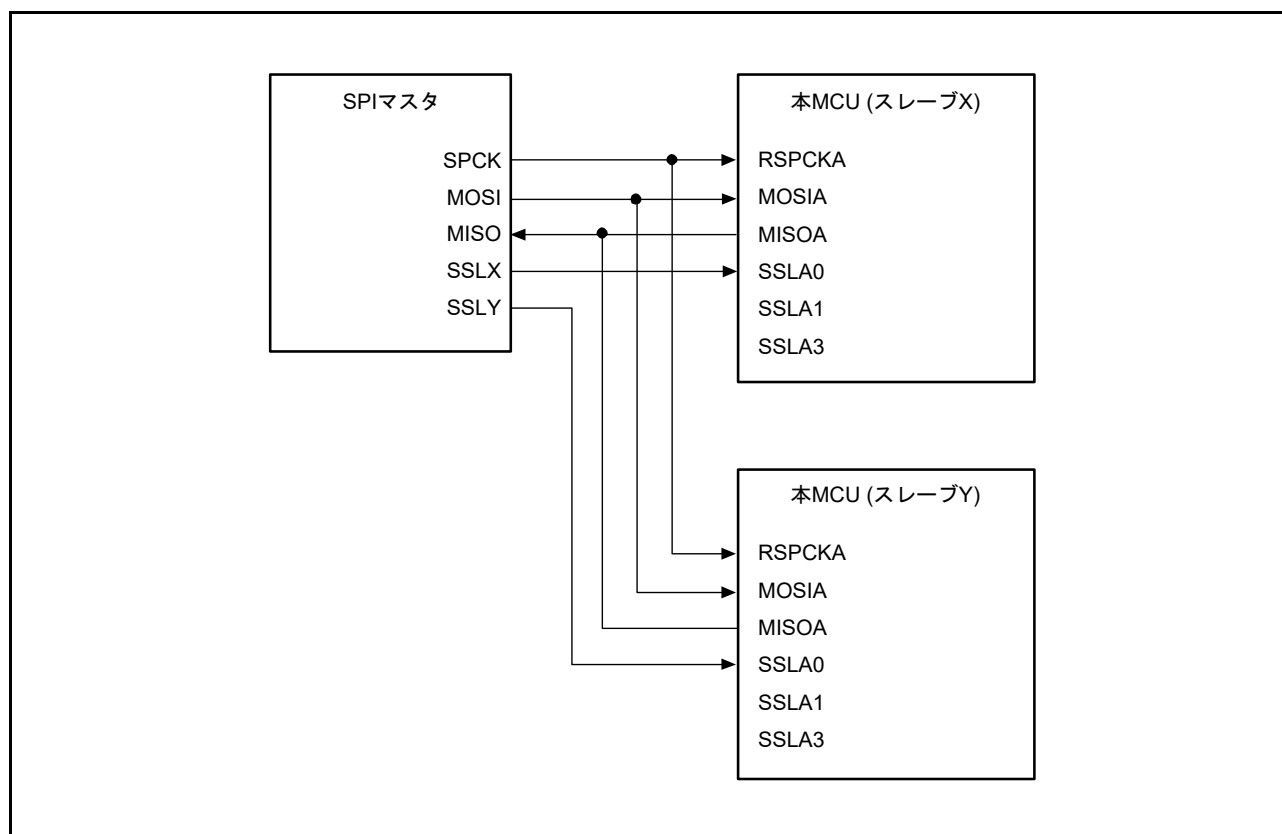 SPIマスタ
SPCK
MOSI
MISO
SSLX
SSLY
本MCU (スレーブX)
RSPCKA
MOSIA
MISOA
SSLA0
SSLA1
SSLA3
本MCU (スレーブY)
RSPCKA
MOSIA
MISOA
SSLA0
SSLA1
SSLA3